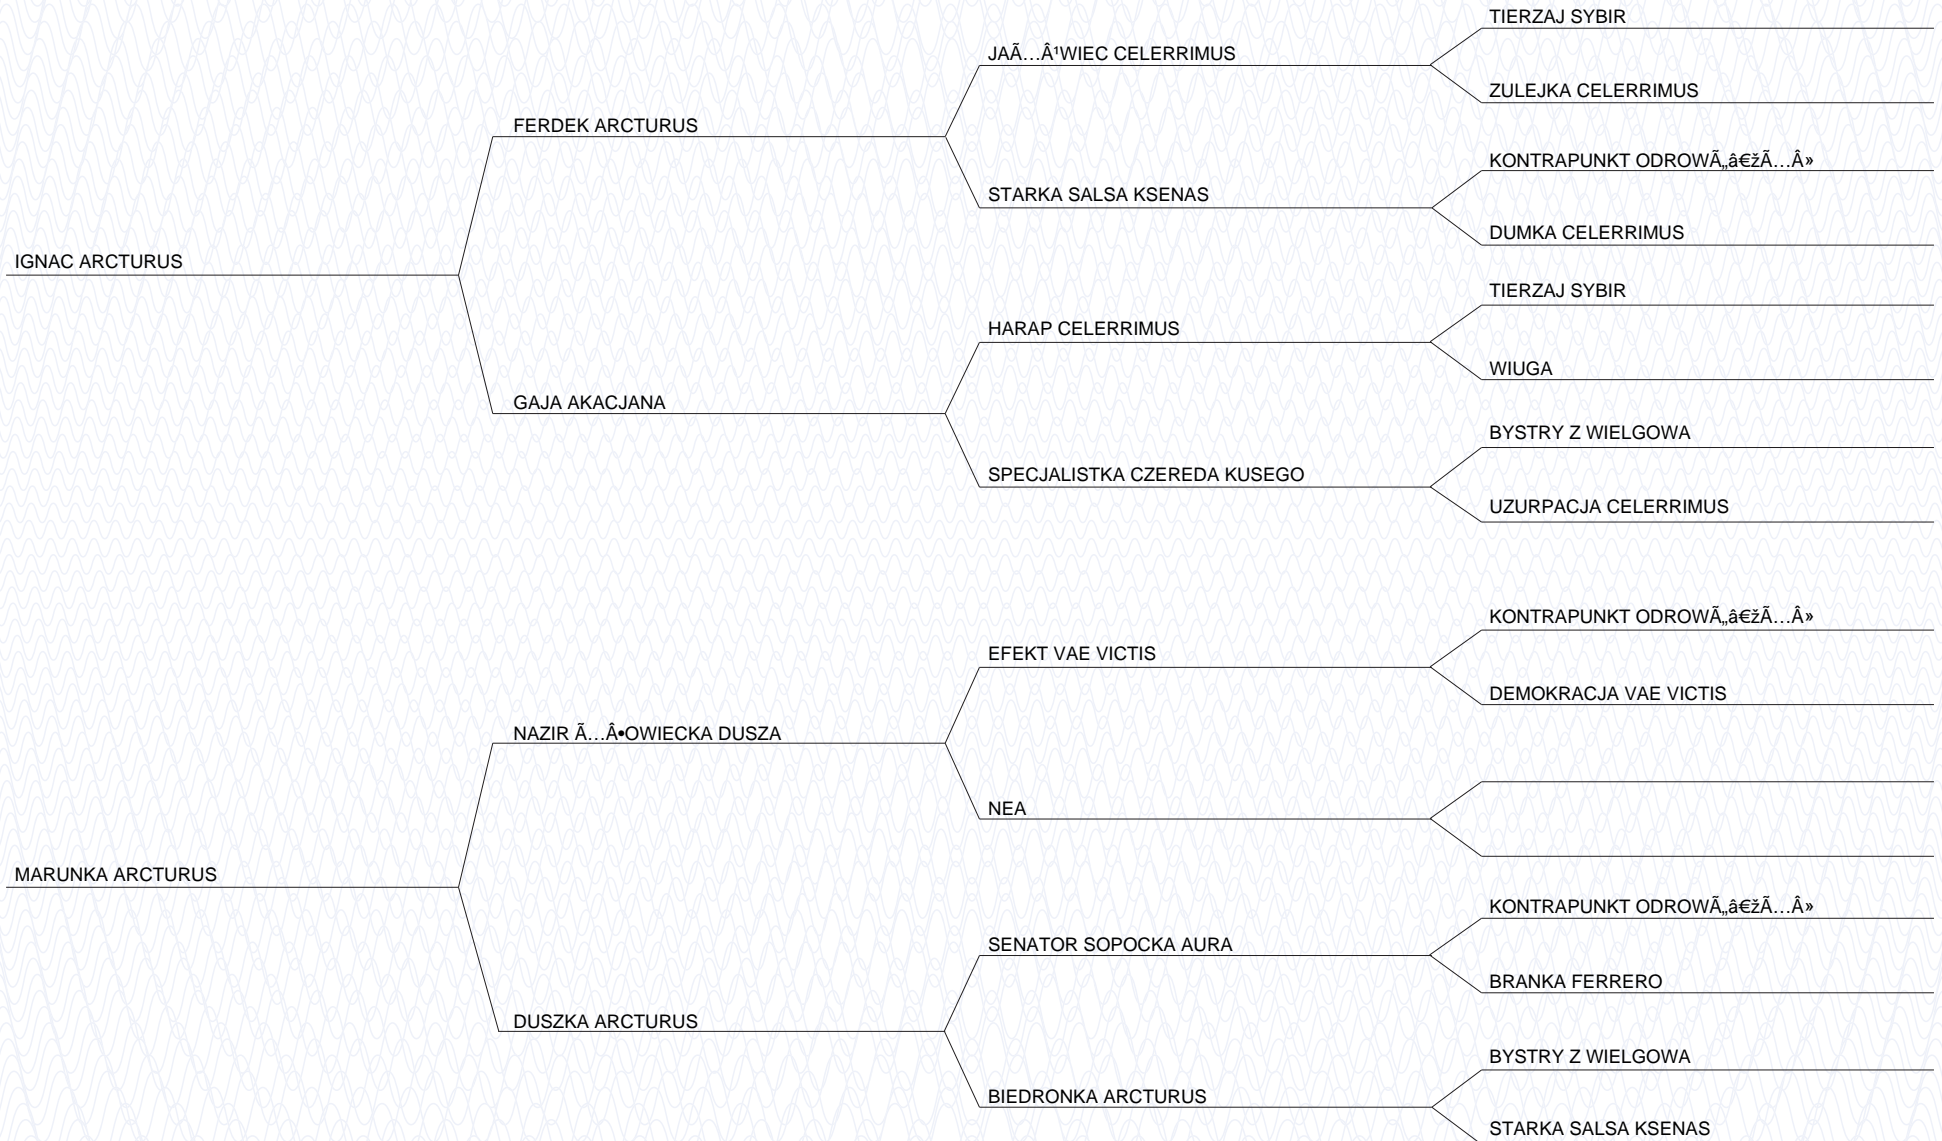 TIERZAJ SYBIR
JAÃ…Â¹WIEC CELERRIMUS
ZULEJKA CELERRIMUS
FERDEK ARCTURUS
KONTRAPUNKT ODROWÃ„â€žÃ…Â»
STARKA SALSA KSENAS
DUMKA CELERRIMUS
IGNAC ARCTURUS
TIERZAJ SYBIR
HARAP CELERRIMUS
WIUGA
GAJA AKACJANA
BYSTRY Z WIELGOWA
SPECJALISTKA CZEREDA KUSEGO
UZURPACJA CELERRIMUS
KONTRAPUNKT ODROWÃ„â€žÃ…Â»
EFEKT VAE VICTIS
DEMOKRACJA VAE VICTIS
NAZIR Ã…Â•OWIECKA DUSZA
NEA
MARUNKA ARCTURUS
KONTRAPUNKT ODROWÃ„â€žÃ…Â»
SENATOR SOPOCKA AURA
BRANKA FERRERO
DUSZKA ARCTURUS
BYSTRY Z WIELGOWA
BIEDRONKA ARCTURUS
STARKA SALSA KSENAS